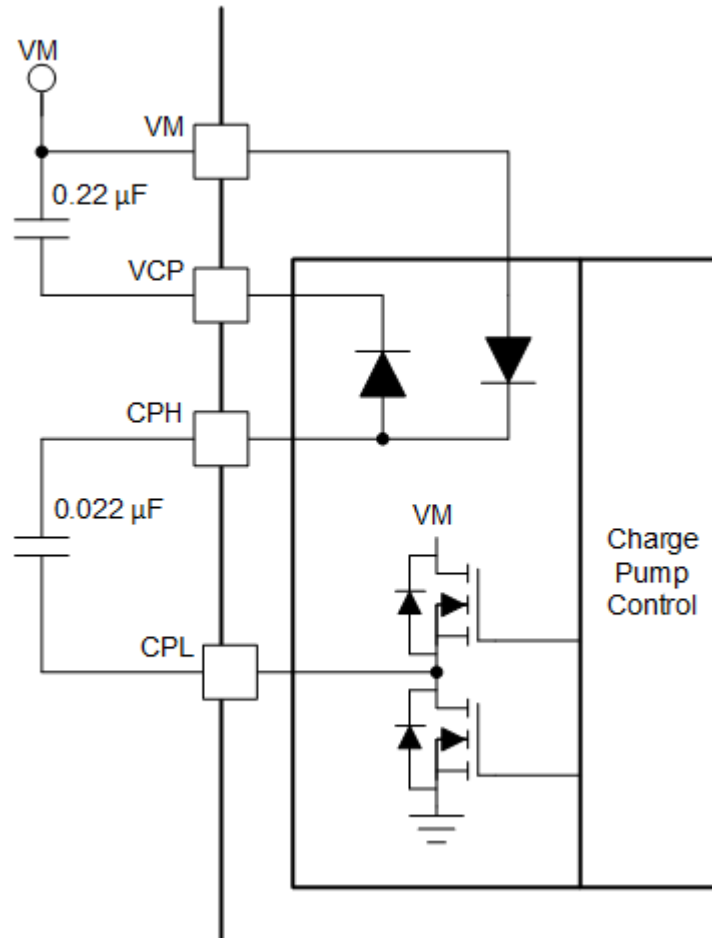 VM
VM
0.22 µF
VCP
CPH
0.022 µF
VM
Charge
Pump
Control
CPL